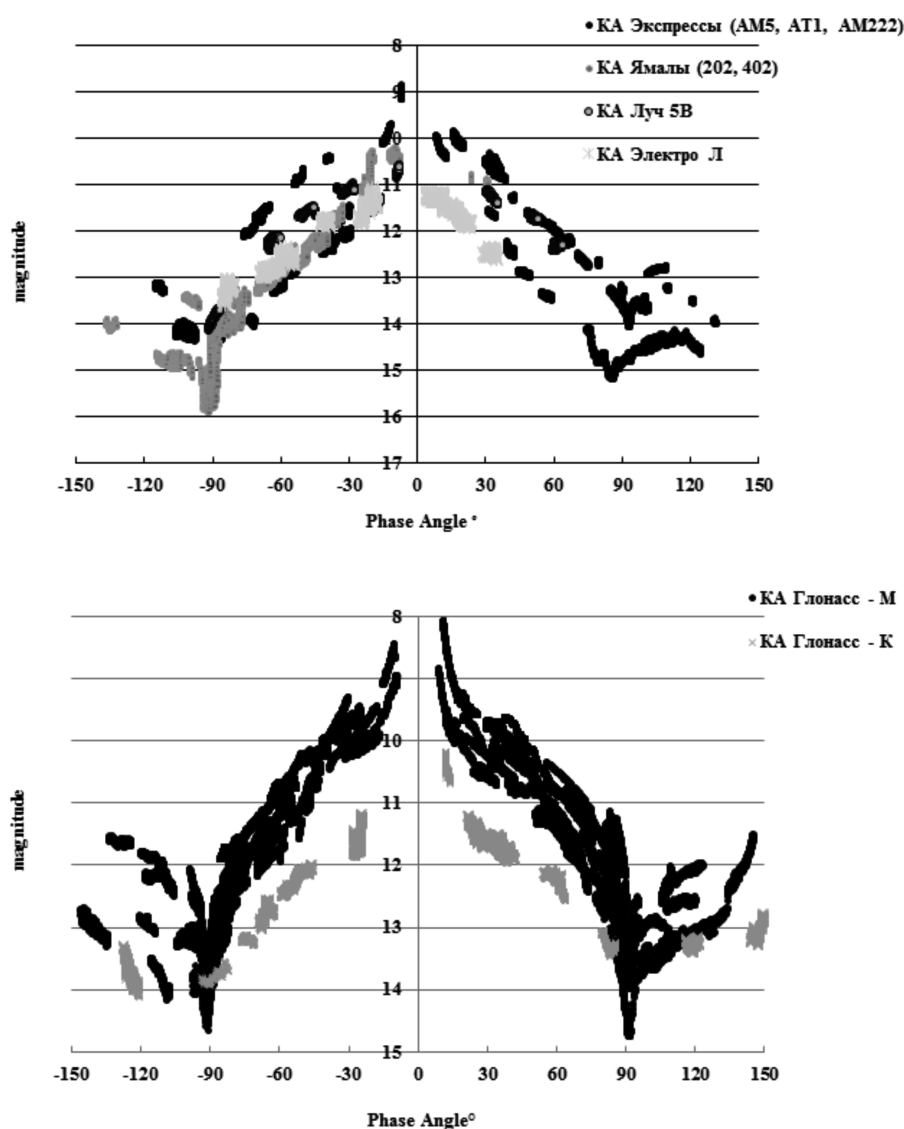 КА Экспрессы (АМ5, АТ1, АМ222)
КА Ямалы (202, 402)
КА Луч 5В
КА Электро Л
8
9
10
11
12
13
14
15
16
17
-150 -120 -90 -60 -30 0 30 60 90 120 150
magnitude
Phase Angle °
КА Глонасс - М
КА Глонасс - К
8
9
10
11
12
13
14
15
-150 -120 -90 -60 -30 0 30 60 90 120 150
magnitude
Phase Angle°